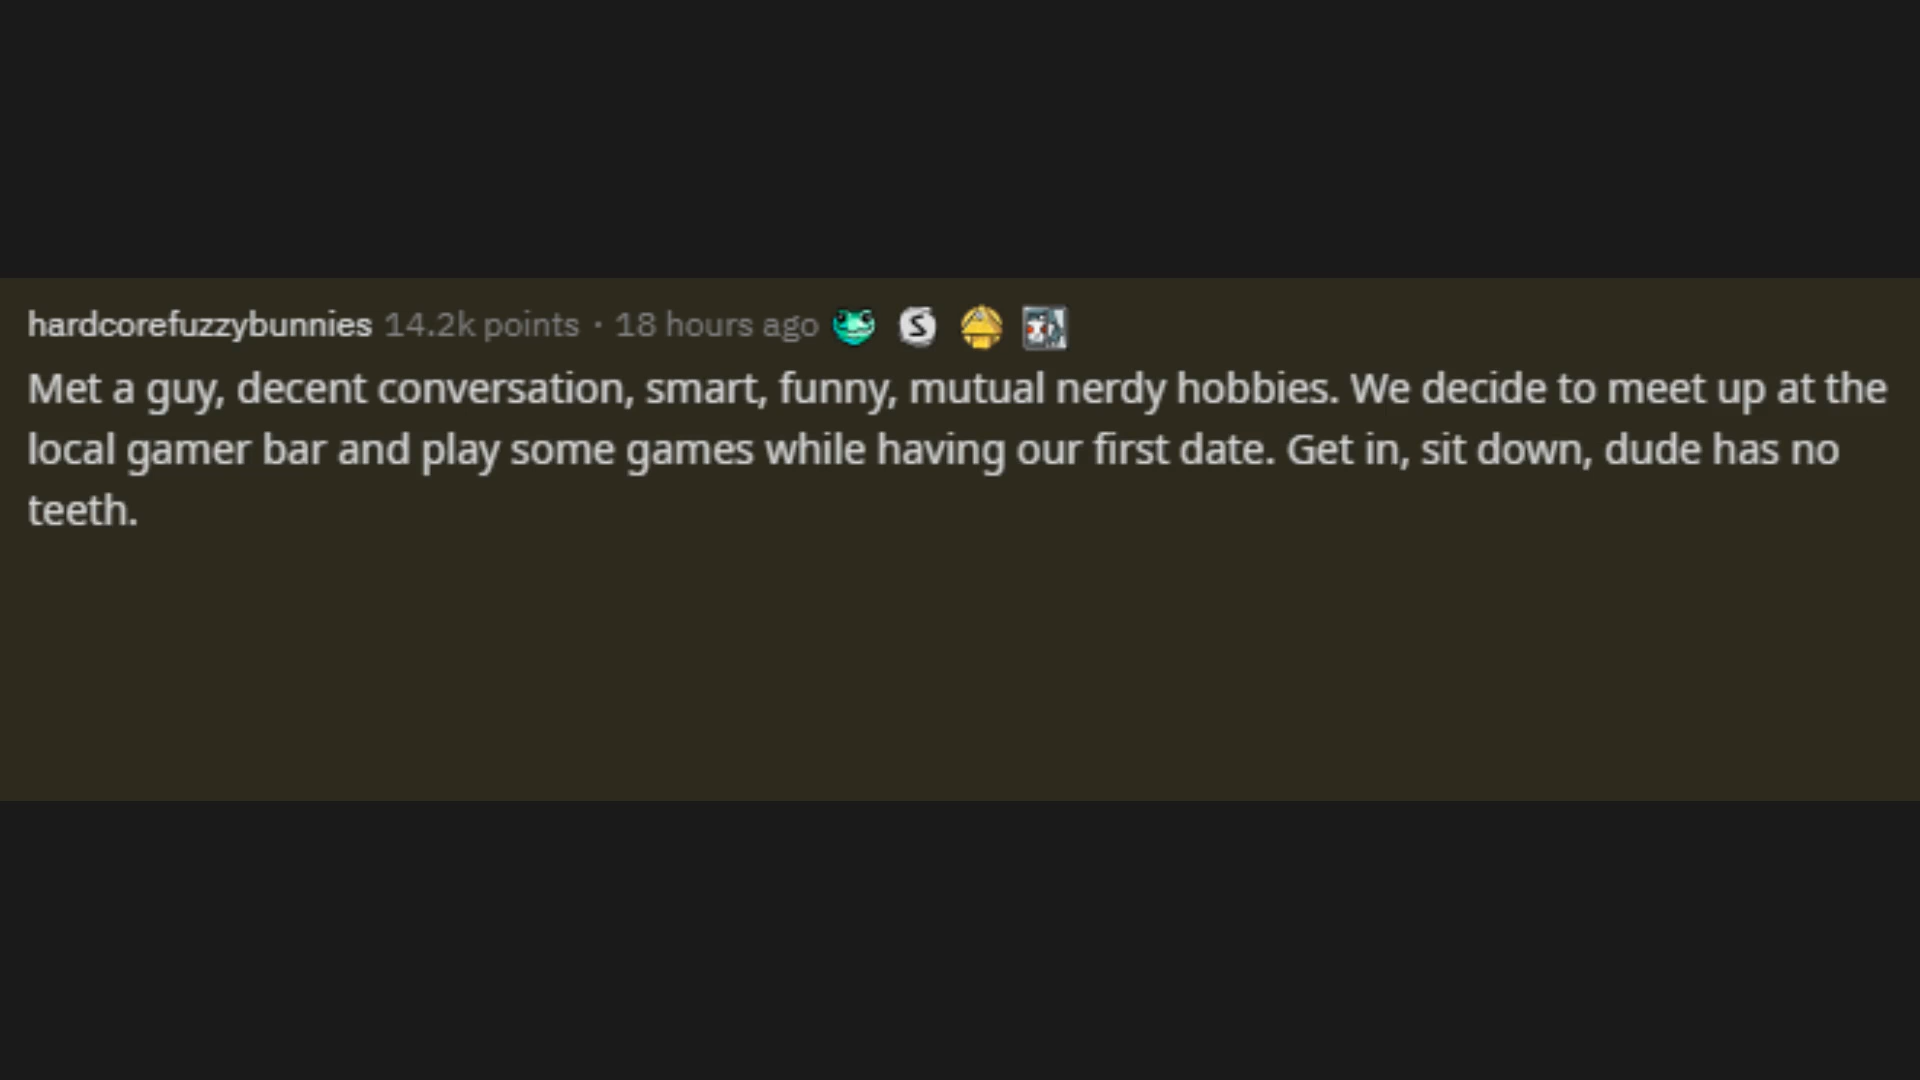 hardcorefuzzybunnies 14.2k points · 18 hours ago
Met a guy, decent conversation, smart, funny, mutual nerdy hobbies. We decide to meet up at the
local gamer bar and play some games while having our first date. Get in, sit down, dude has no
teeth.